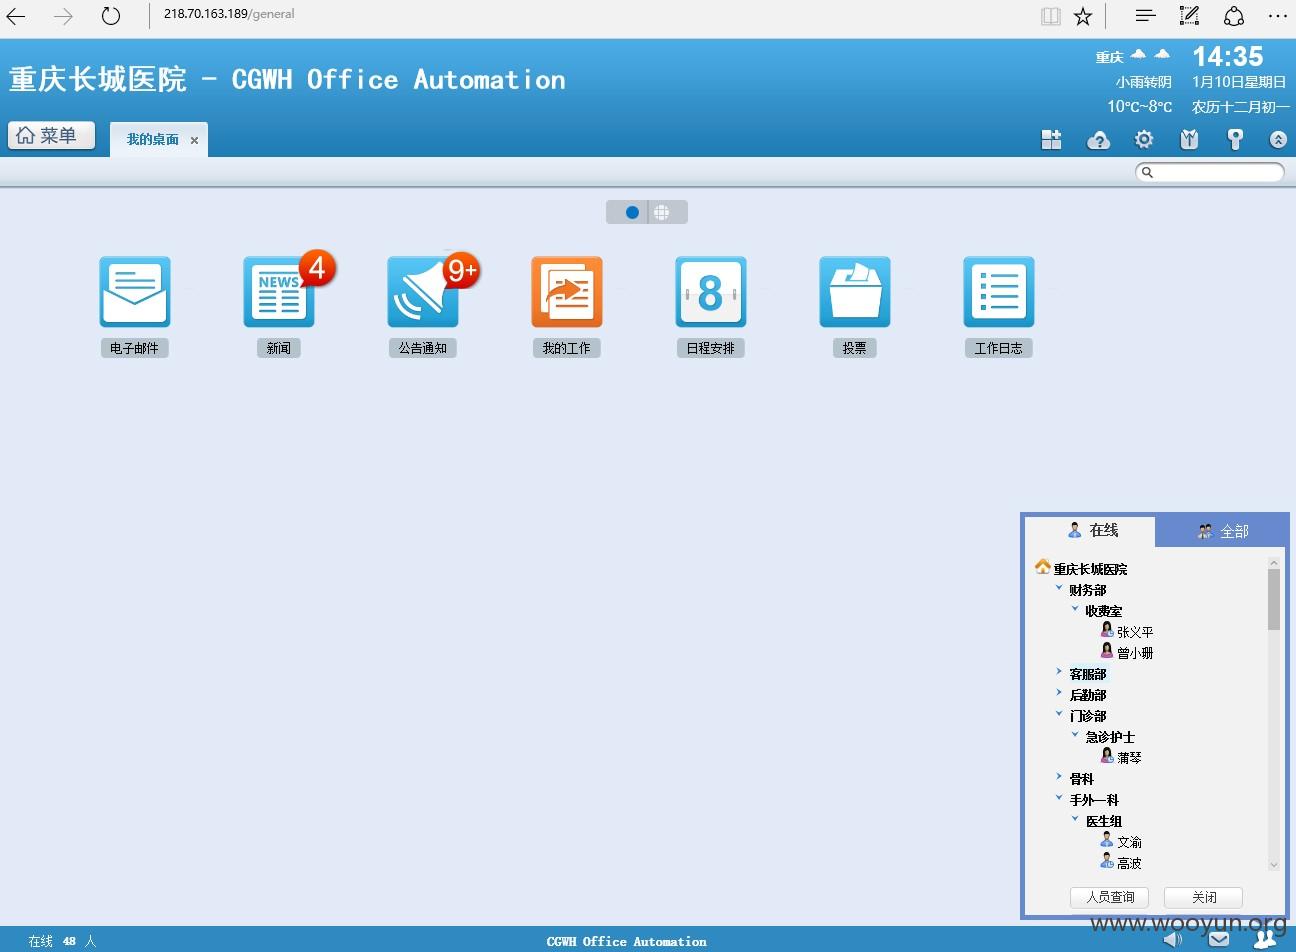 218.70.163.189/general
重庆长城医院 - CGWH Office Automation
重庆
14:35
小雨转阴
1月10日星期日
10℃~8℃
农历十二月初一
菜单
我的桌面
NEWS
4
9+
8
电子邮件
新闻
公告通知
我的工作
日程安排
投票
工作日志
在线
全部
重庆长城医院
财务部
收费室
张义平
曾小珊
客服部
后勤部
门诊部
急诊护士
蒲琴
骨科
手外一科
医生组
文渝
高波
人员查询
关闭
www.wooyun.org
在线 48 人
CGWH Office Automation